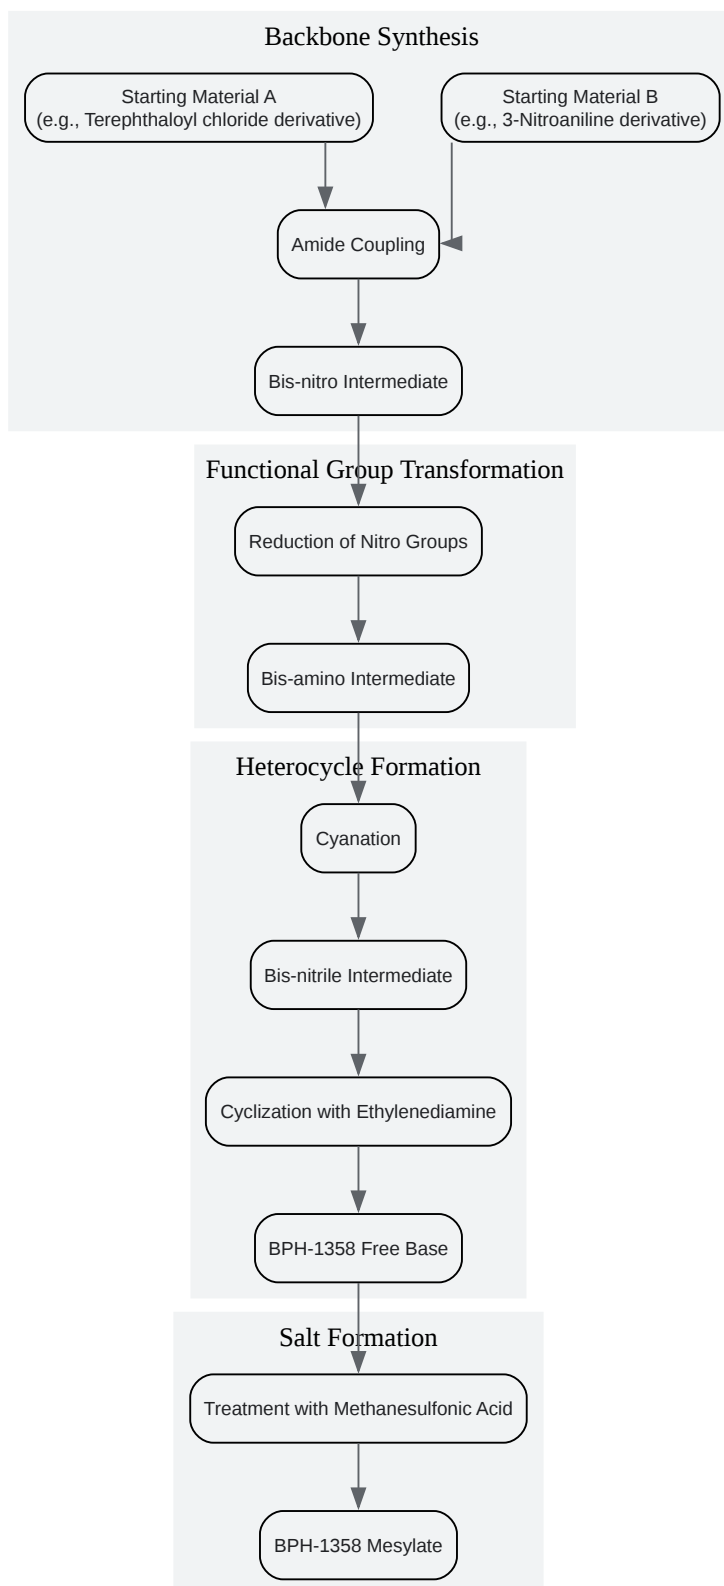 Backbone Synthesis
Starting Material A
(e.g., Terephthaloyl chloride derivative)
Starting Material B
(e.g., 3-Nitroaniline derivative)
Amide Coupling
Bis-nitro Intermediate
Functional Group Transformation
Reduction of Nitro Groups
Bis-amino Intermediate
Heterocycle Formation
Cyanation
Bis-nitrile Intermediate
Cyclization with Ethylenediamine
BPH-1358 Free Base
Salt Formation
Treatment with Methanesulfonic Acid
BPH-1358 Mesylate